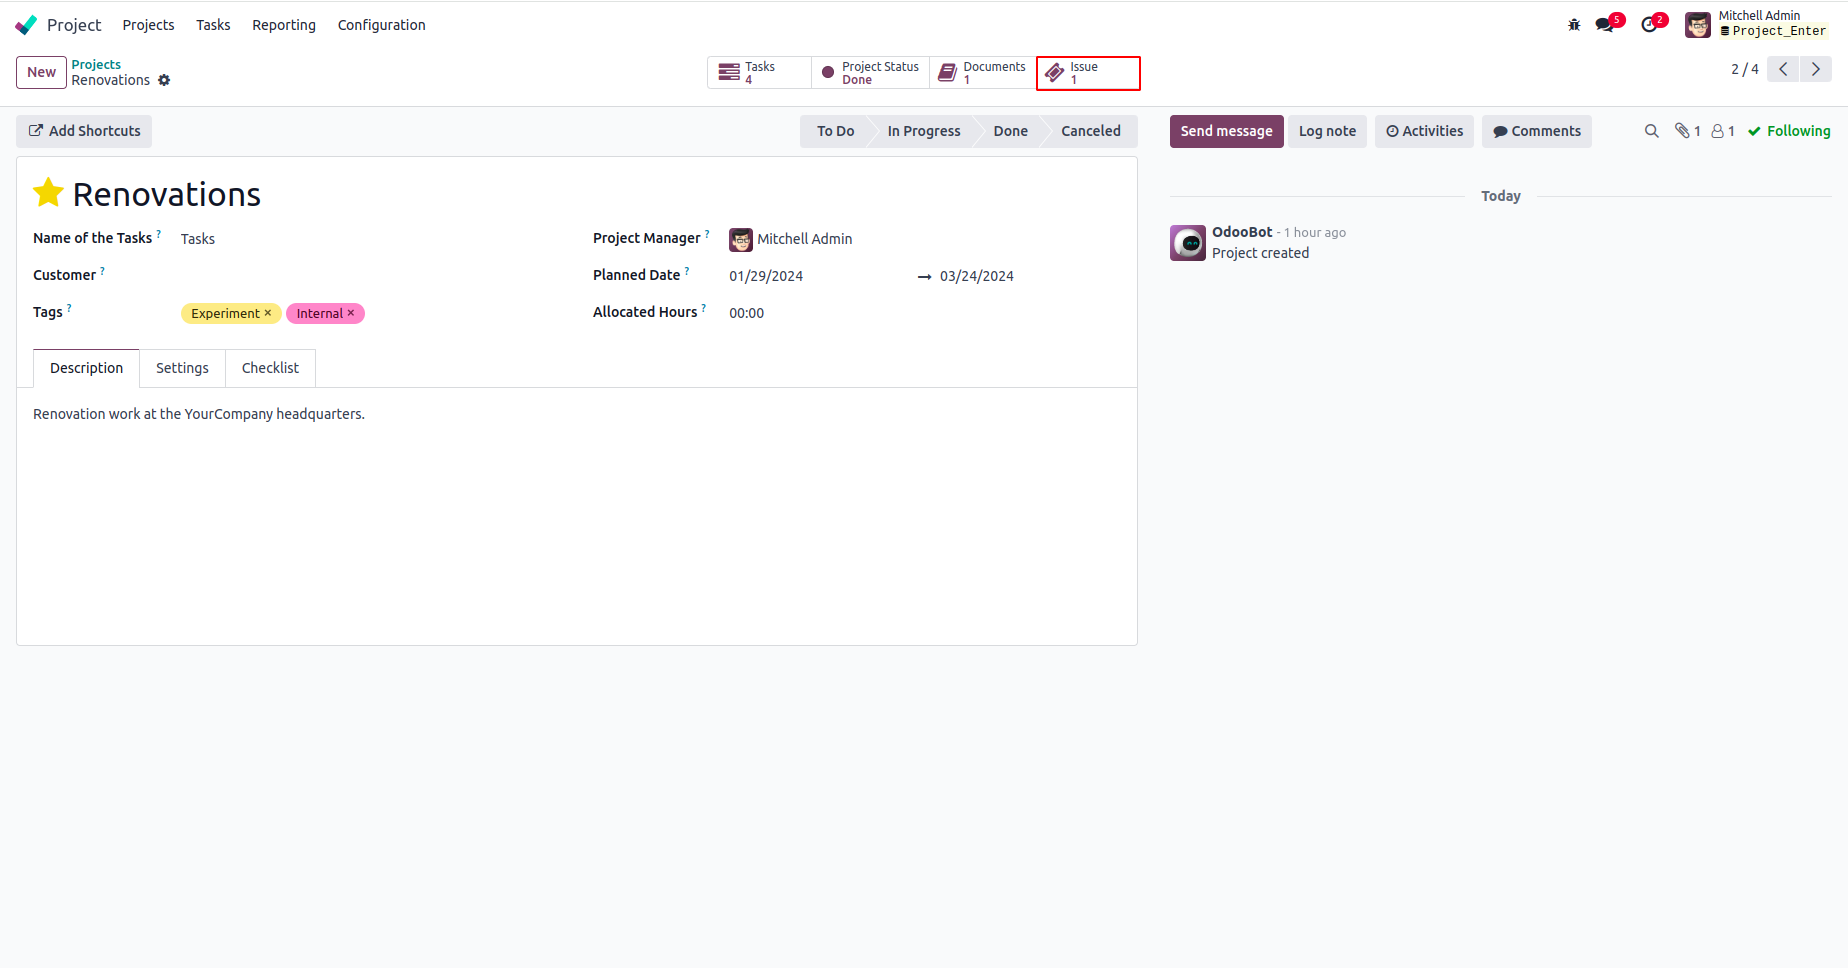 Project Projects Tasks Reporting Configuration 5 2 Mitchell Admin
Project_Enter
New Projects
Renovations
Tasks
4
Project Status
Done
Documents
1
Issue
1
2 / 4
Add Shortcuts To Do In Progress Done Canceled Send message Log note Activities Comments 1 1 Following
Renovations
Name of the Tasks ? Tasks
Customer ?
Tags ? Experiment × Internal ×
Project Manager ? Mitchell Admin
Planned Date ? 01/29/2024 → 03/24/2024
Allocated Hours ? 00:00
Description Settings Checklist
Renovation work at the YourCompany headquarters.
Today
OdooBot - 1 hour ago
Project created